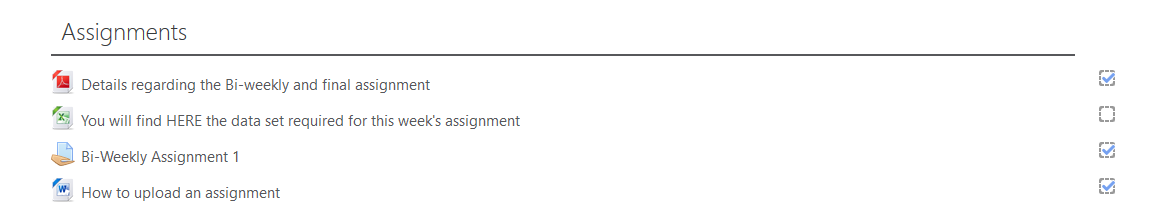 Assignments
Details regarding the Bi-weekly and final assignment
You will find HERE the data set required for this week's assignment
Bi-Weekly Assignment 1
How to upload an assignment